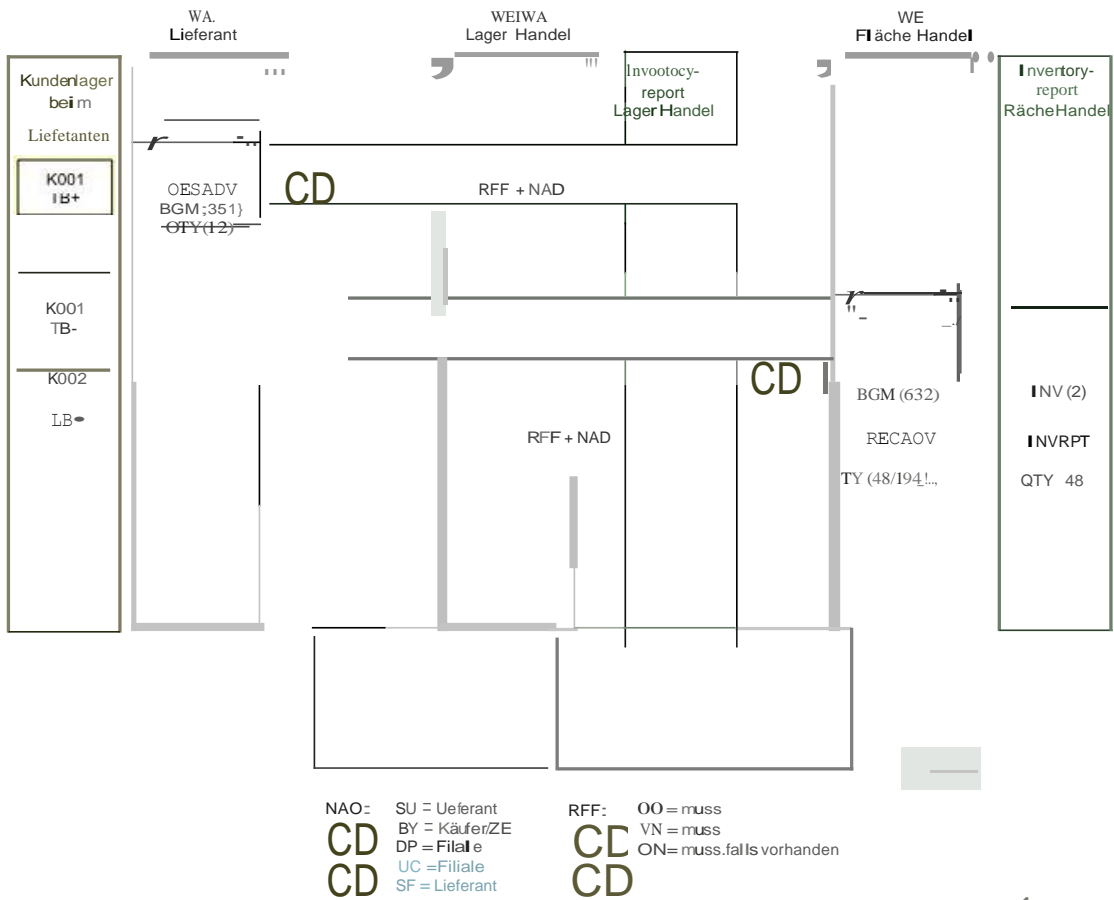 WA.
Lieferant
WEIWA
Lager Handel
WE
Fläche Handel
Kundenlager
beim
Liefetanten
K001
TB+
K001
TB-
K002
LB•
OESADV
BGM;351}
OTY(12)
CD
RFF + NAD
Invootocy-
report
Lager Handel
CD
RFF + NAD
BGM (632)
RECAOV
TY (48/194!..,
Inventory-
report
RächeHandel
INV (2)
INVRPT
QTY 48
NAO:
SU = Ueferant
CD
BY = Käufer/ZE
DP = Filalle
CD
UC =Filiale
SF = Lieferant
RFF:
OO = muss
CD
VN = muss
ON= muss.falls vorhanden
CD